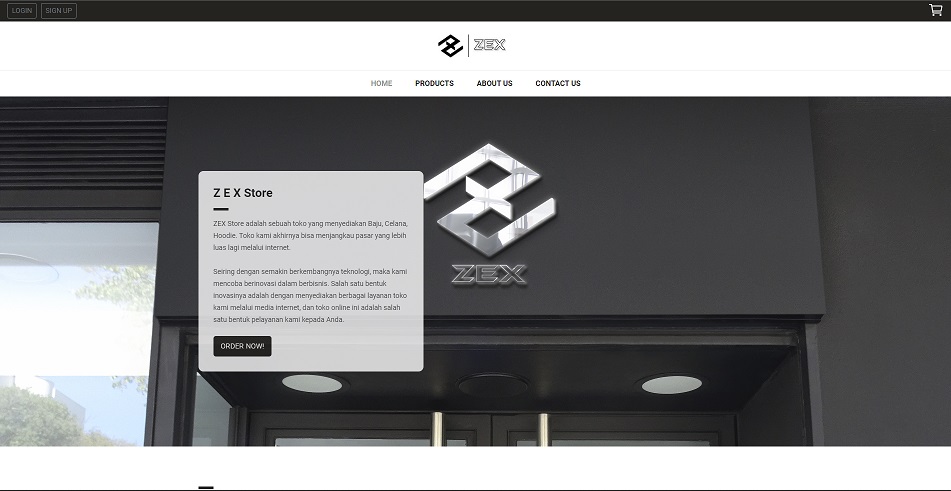 LOGIN SIGN UP
ZEX
HOME PRODUCTS ABOUT US CONTACT US
Z E X Store
ZEX Store adalah sebuah toko yang menyediakan Baju, Celana,
Hoodie. Toko kami akhirnya bisa menjangkau pasar yang lebih
luas lagi melalui internet.
Seiring dengan semakin berkembangnya teknologi, maka kami
mencoba berinovasi dalam berbisnis. Salah satu bentuk
inovasinya adalah dengan menyediakan berbagai layanan toko
kami melalui media internet, dan toko online ini adalah salah
satu bentuk pelayanan kami kepada Anda.
ORDER NOW!
ZEX